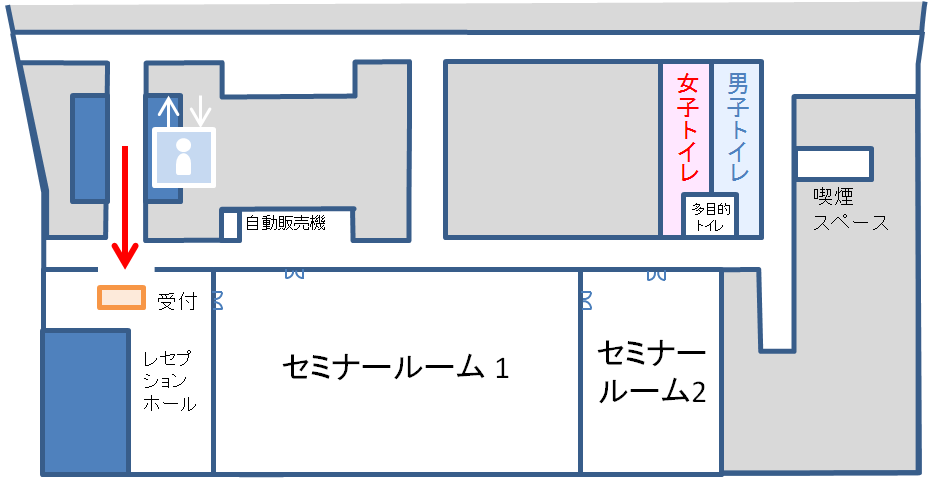 女子トイレ
男子トイレ
多目的
トイレ
自動販売機
喫煙
スペース
受付
レセプ
ション
ホール
セミナールーム 1
セミナー
ルーム2